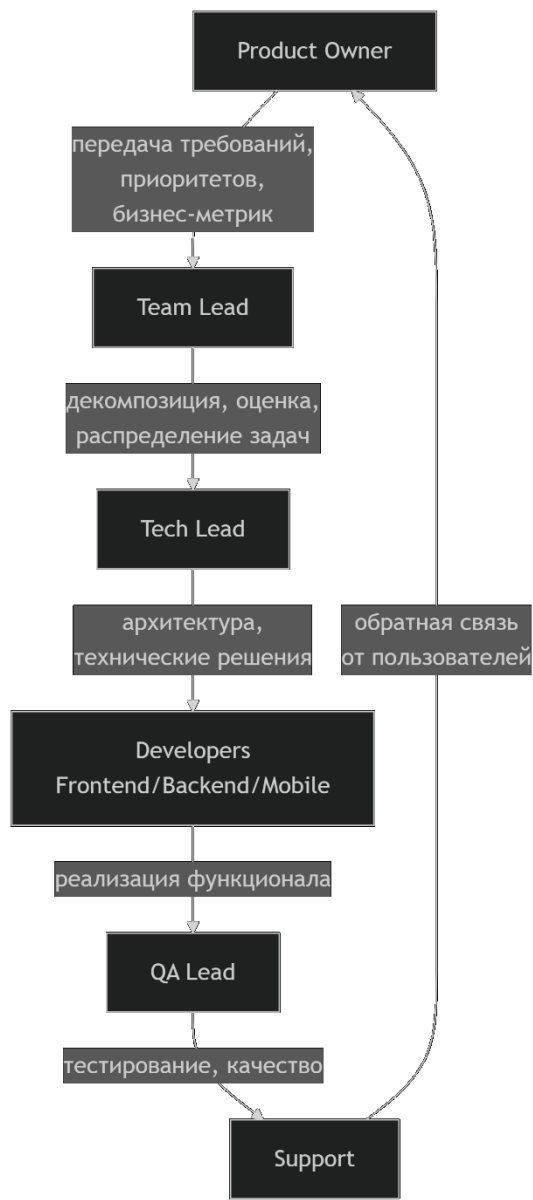 Product Owner
передача требований,
приоритетов,
бизнес-метрик
Team Lead
декомпозиция, оценка,
распределение задач
Tech Lead
архитектура,
технические решения
обратная связь
от пользователей
Developers
Frontend/Backend/Mobile
реализация функционала
QA Lead
тестирование, качество
Support